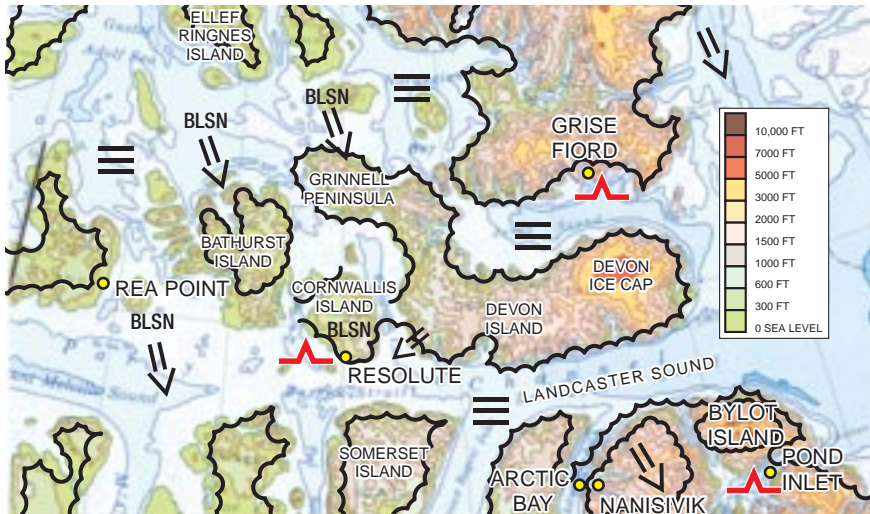 ELLEF
RINGNES
ISLAND
BLSN
BLSN
GRISE
FIORD
10,000 FT
7000 FT
5000 FT
3000 FT
2000 FT
1500 FT
1000 FT
600 FT
300 FT
0 SEA LEVEL
GRINNELL
PENINSULA
BATHURST
ISLAND
REA POINT
BLSN
CORNWALLIS
ISLAND
BLSN
RESOLUTE
DEVON
ICE CAP
DEVON
ISLAND
LANDCASTER SOUND
SOMERSET
ISLAND
ARCTIC
BAY
NANISIVIK
BYLOT
ISLAND
POND
INLET